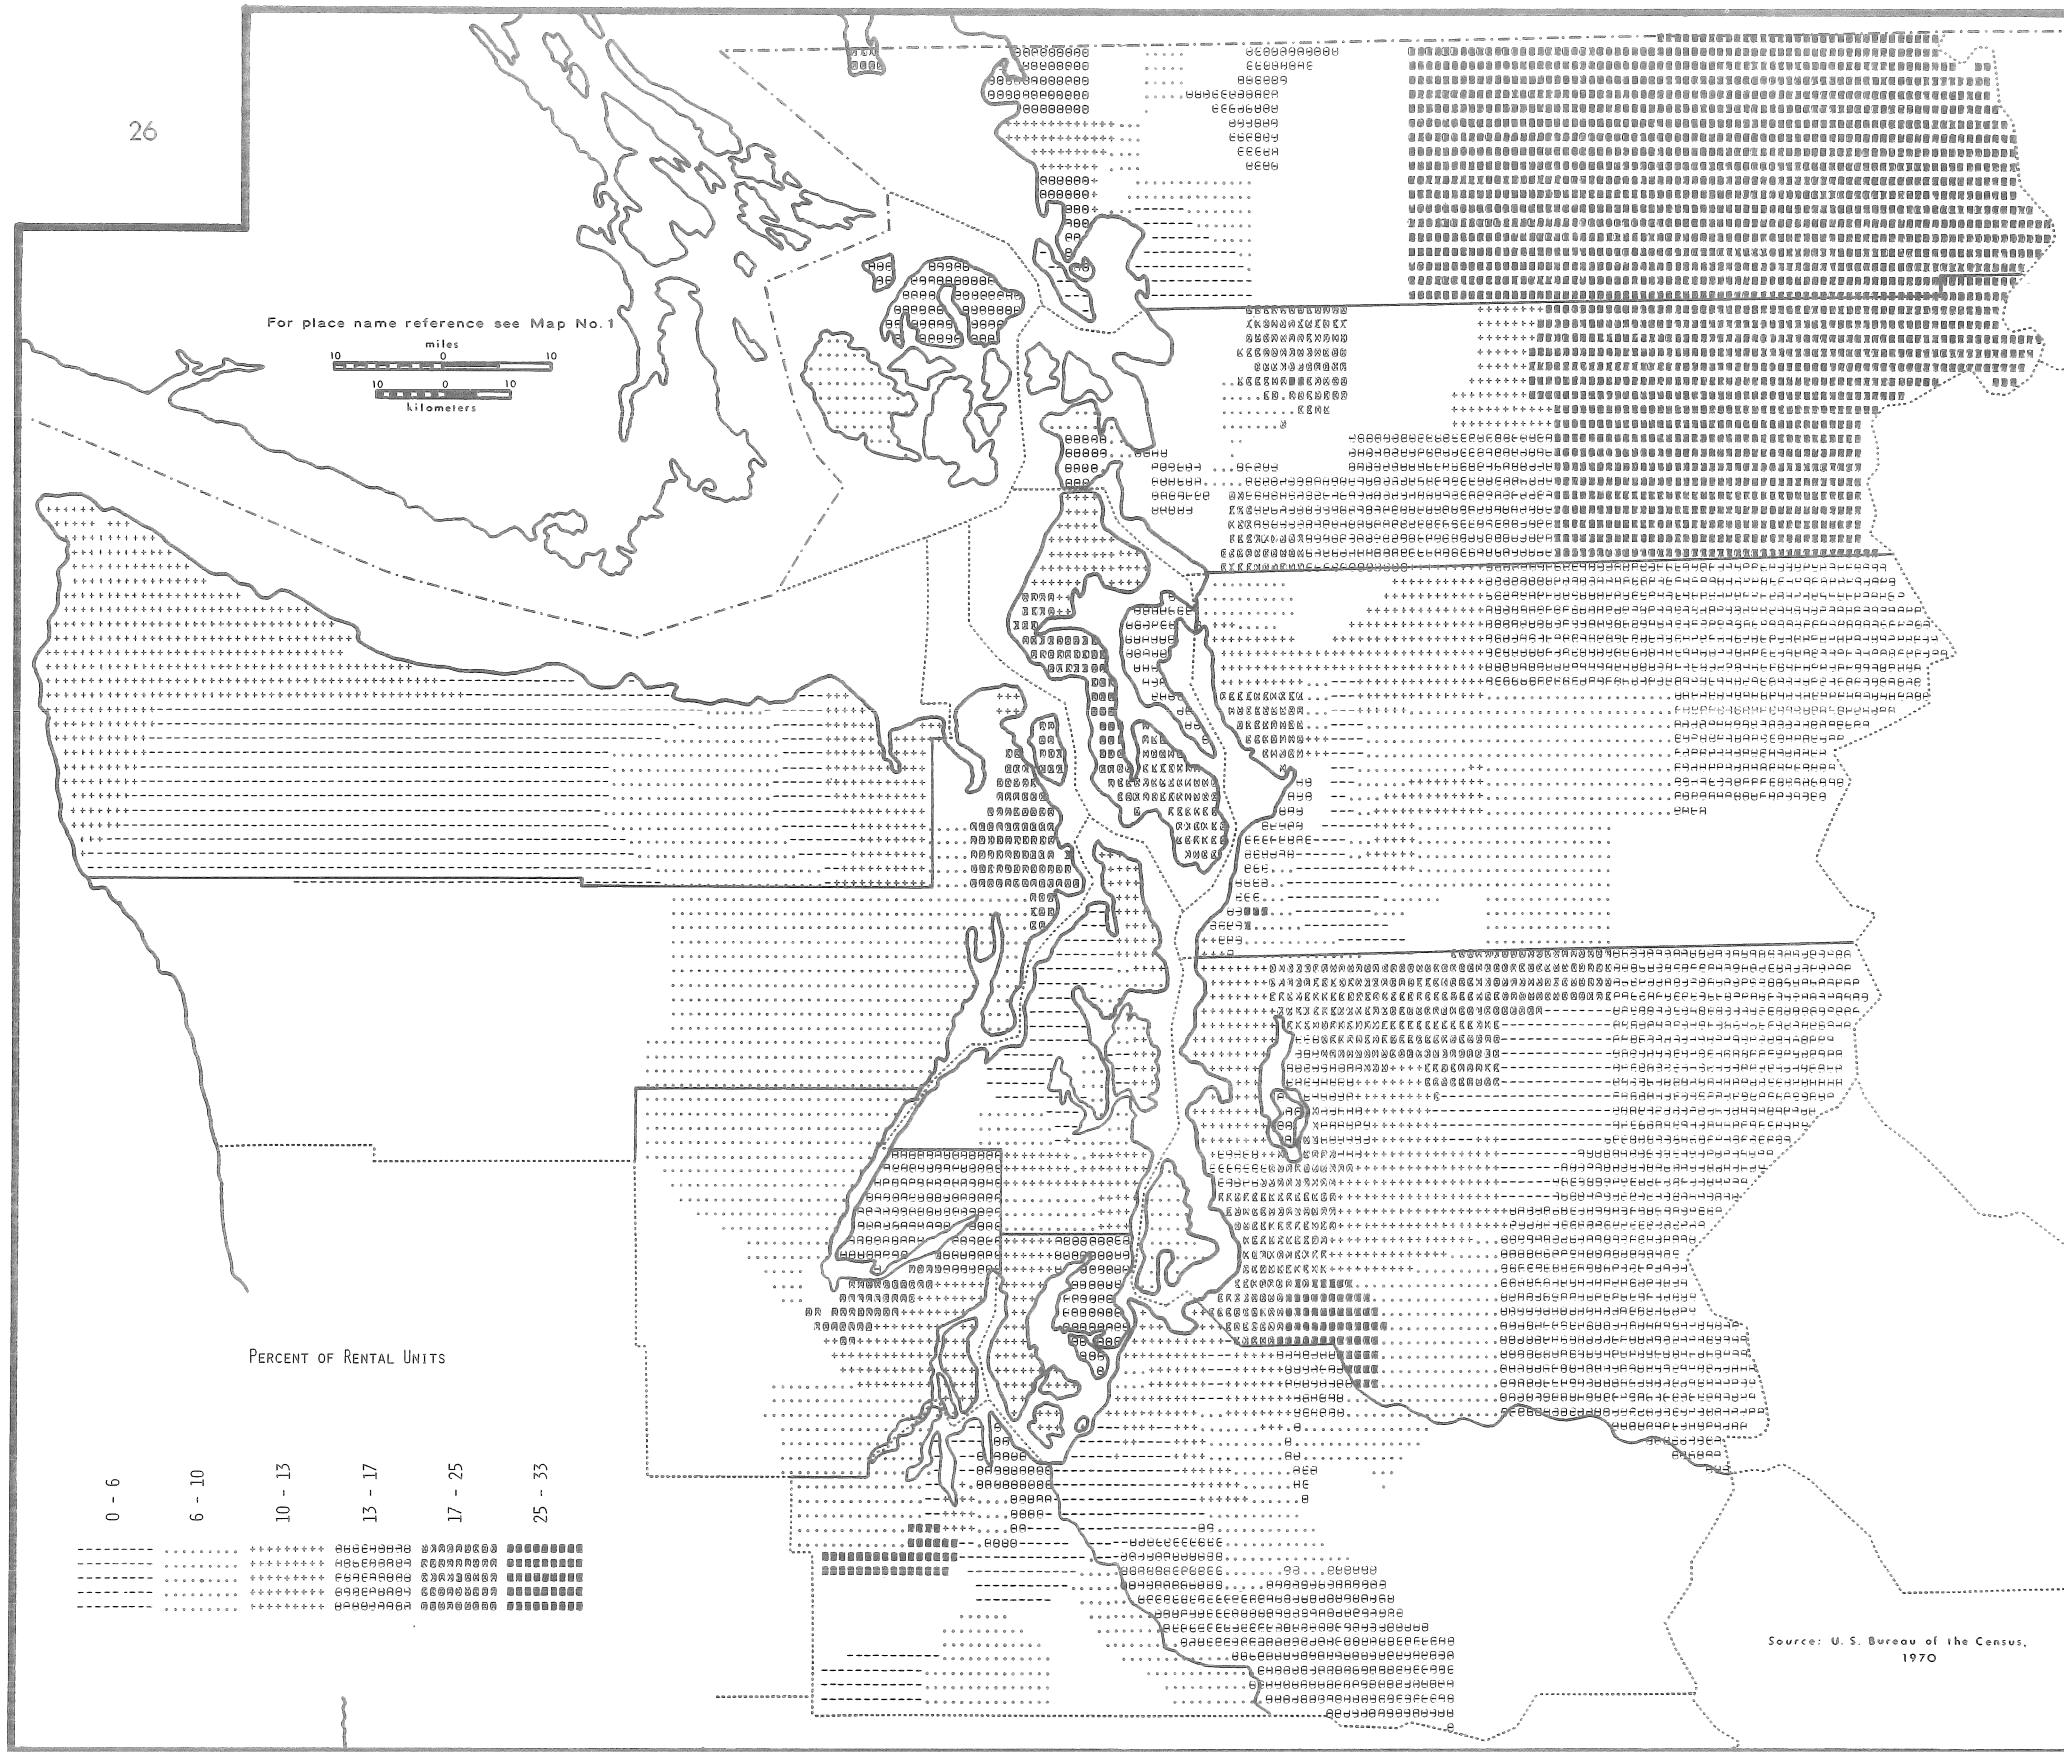 26
For place name reference see Map No. 1
miles
10 0 10
10 0 10
kilometers
PERCENT OF RENTAL UNITS
0 - 6
6 - 10
10 - 13
13 - 17
17 - 25
25 - 33
Source: U. S. Bureau of the Census,
1970